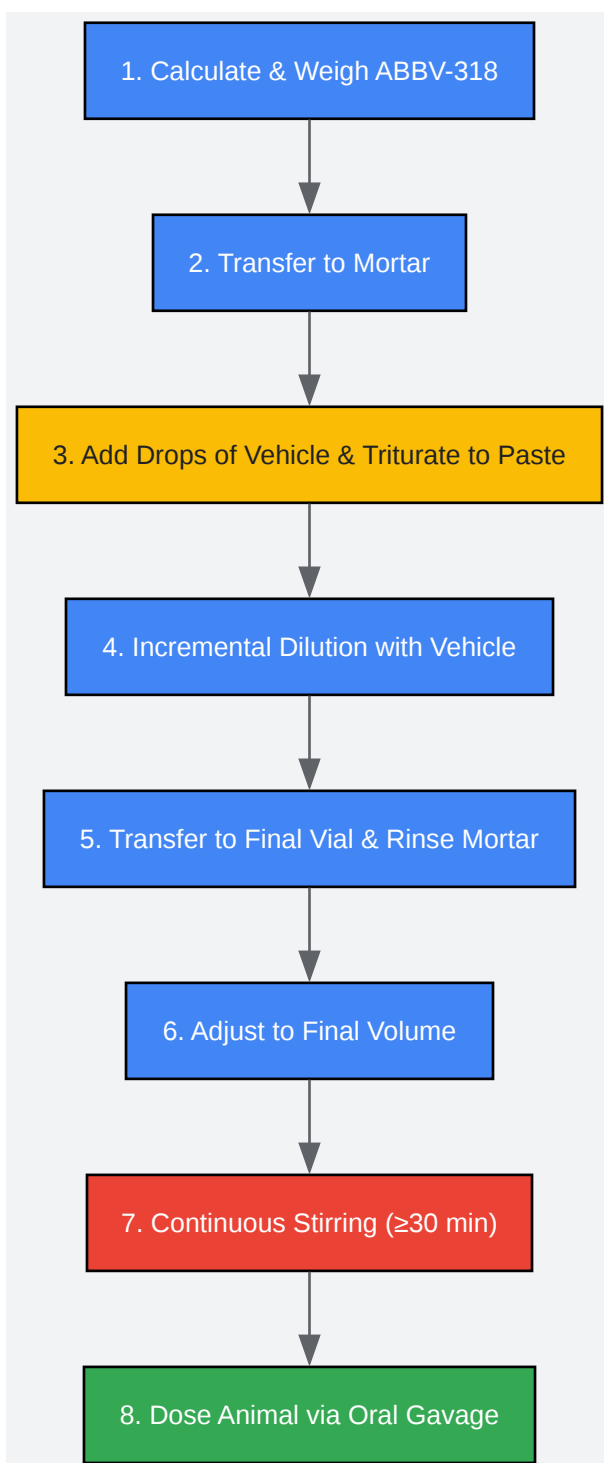 1. Calculate & Weigh ABBV-318
2. Transfer to Mortar
3. Add Drops of Vehicle & Triturate to Paste
4. Incremental Dilution with Vehicle
5. Transfer to Final Vial & Rinse Mortar
6. Adjust to Final Volume
7. Continuous Stirring (≥30 min)
8. Dose Animal via Oral Gavage